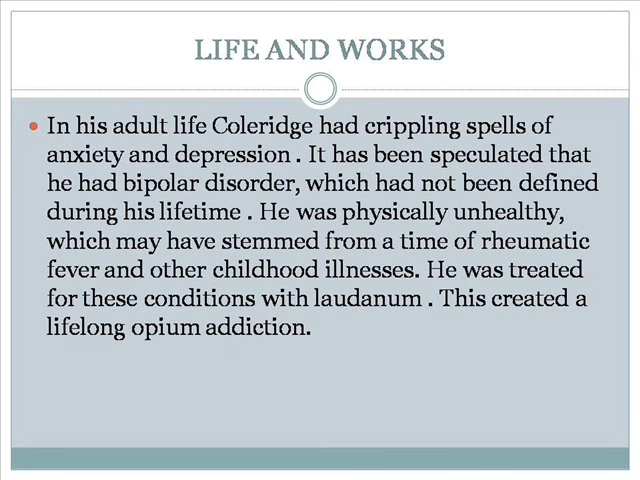 LIFE AND WORKS
• In his adult life Coleridge had crippling spells of
anxiety and depression . It has been speculated that
he had bipolar disorder, which had not been defined
during his lifetime . He was physically unhealthy,
which may have stemmed from a time of rheumatic
fever and other childhood illnesses. He was treated
for these conditions with laudanum . This created a
lifelong opium addiction.